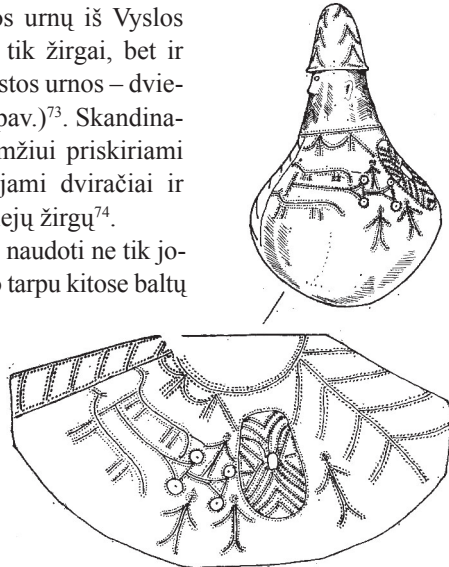 os urnų iš Vyslos
tik žirgai, bet ir
stos urnos – dvie-
pav.)⁷³. Skandina-
mžiui priskiriami
jami dviračiai ir
ejų žirgų⁷⁴.
naudoti ne tik jo-
o tarpu kitose baltų